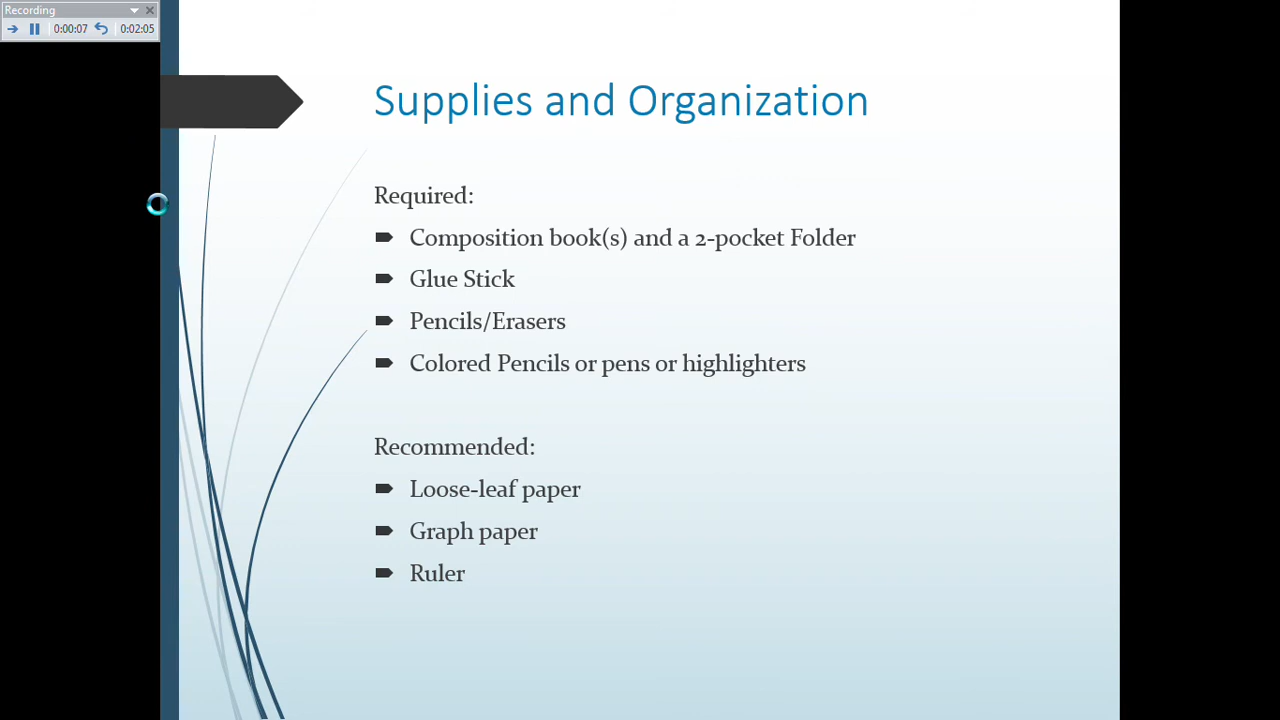 Recording
0:00:07 0:02:05
Supplies and Organization
Required:
Composition book(s) and a 2-pocket Folder
Glue Stick
Pencils/Erasers
Colored Pencils or pens or highlighters
Recommended:
Loose-leaf paper
Graph paper
Ruler